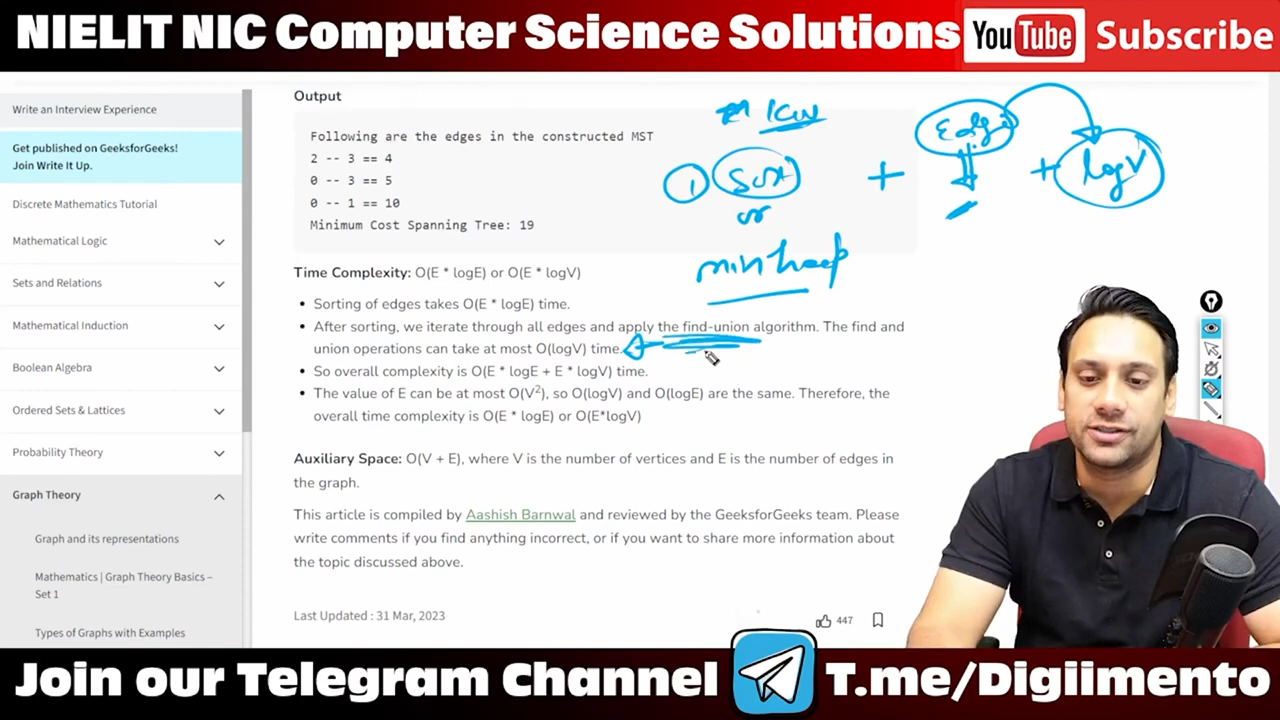 NIELIT NIC Computer Science Solutions
YouTube Subscribe
Write an Interview Experience
Get published on GeeksforGeeks!
Join Write It Up.
Discrete Mathematics Tutorial
Mathematical Logic
Sets and Relations
Mathematical Induction
Boolean Algebra
Ordered Sets & Lattices
Probability Theory
Graph Theory
Graph and its representations
Mathematics | Graph Theory Basics –
Set 1
Types of Graphs with Examples
Output
Following are the edges in the constructed MST
2 -- 3 == 4
0 -- 3 == 5
0 -- 1 == 10
Minimum Cost Spanning Tree: 19
① Sort + + logV
or
min heap
Time Complexity: O(E * logE) or O(E * logV)
• Sorting of edges takes O(E * logE) time.
• After sorting, we iterate through all edges and apply the find-union algorithm. The find and
union operations can take at most O(logV) time.
• So overall complexity is O(E * logE + E * logV) time.
• The value of E can be at most O(V²), so O(logV) and O(logE) are the same. Therefore, the
overall time complexity is O(E * logE) or O(E*logV)
Auxiliary Space: O(V + E), where V is the number of vertices and E is the number of edges in
the graph.
This article is compiled by Aashish Barnwal and reviewed by the GeeksforGeeks team. Please
write comments if you find anything incorrect, or if you want to share more information about
the topic discussed above.
Last Updated : 31 Mar, 2023
447
Join our Telegram Channel T.me/Digiimento